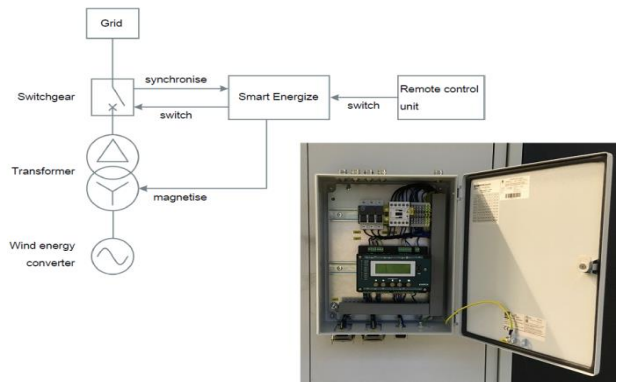 Grid
synchronise
Switchgear
Smart Energize
Remote control
unit
switch
switch
Transformer
magnetise
Wind energy
converter